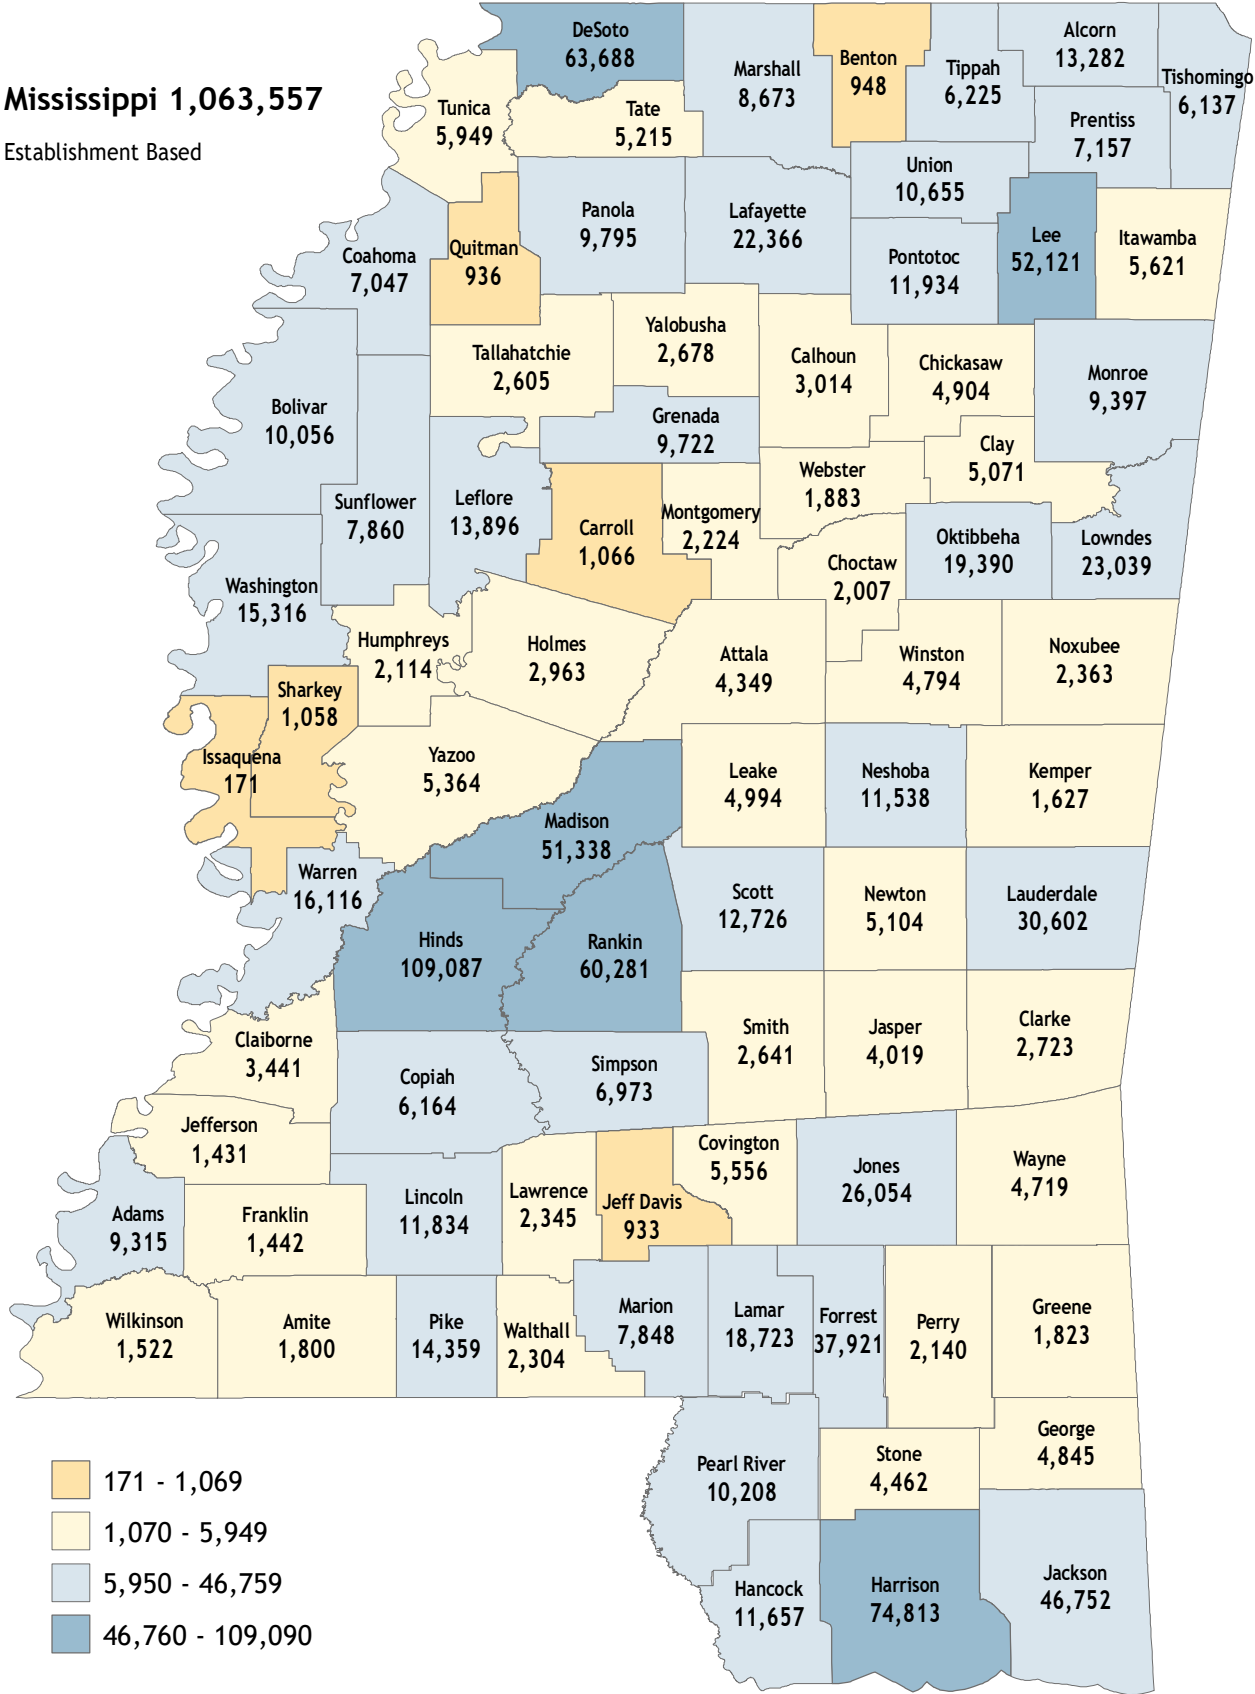 Mississippi 1,063,557
Establishment Based
DeSoto
63,688
Marshall
8,673
Benton
948
Tippah
6,225
Alcorn
13,282
Tishomingo
6,137
Tunica
5,949
Tate
5,215
Prentiss
7,157
Union
10,655
Quitman
936
Panola
9,795
Lafayette
22,366
Coahoma
7,047
Pontotoc
11,934
Lee
52,121
Itawamba
5,621
Tallahatchie
2,605
Yalobusha
2,678
Calhoun
3,014
Chickasaw
4,904
Monroe
9,397
Bolivar
10,056
Grenada
9,722
Clay
5,071
Sunflower
7,860
Leflore
13,896
Carroll
1,066
Montgomery
2,224
Webster
1,883
Oktibbeha
19,390
Lowndes
23,039
Choctaw
2,007
Washington
15,316
Humphreys
2,114
Holmes
2,963
Attala
4,349
Winston
4,794
Noxubee
2,363
Sharkey
1,058
Issaquena
171
Yazoo
5,364
Leake
4,994
Neshoba
11,538
Kemper
1,627
Madison
51,338
Warren
16,116
Scott
12,726
Newton
5,104
Lauderdale
30,602
Hinds
109,087
Rankin
60,281
Claiborne
3,441
Smith
2,641
Jasper
4,019
Clarke
2,723
Copiah
6,164
Simpson
6,973
Jefferson
1,431
Covington
5,556
Jones
26,054
Wayne
4,719
Adams
9,315
Franklin
1,442
Lincoln
11,834
Lawrence
2,345
Jeff Davis
933
Wilkinson
1,522
Amite
1,800
Pike
14,359
Walthall
2,304
Marion
7,848
Lamar
18,723
Forrest
37,921
Perry
2,140
Greene
1,823
Pearl River
10,208
Stone
4,462
George
4,845
Hancock
11,657
Harrison
74,813
Jackson
46,752
171 - 1,069
1,070 - 5,949
5,950 - 46,759
46,760 - 109,090